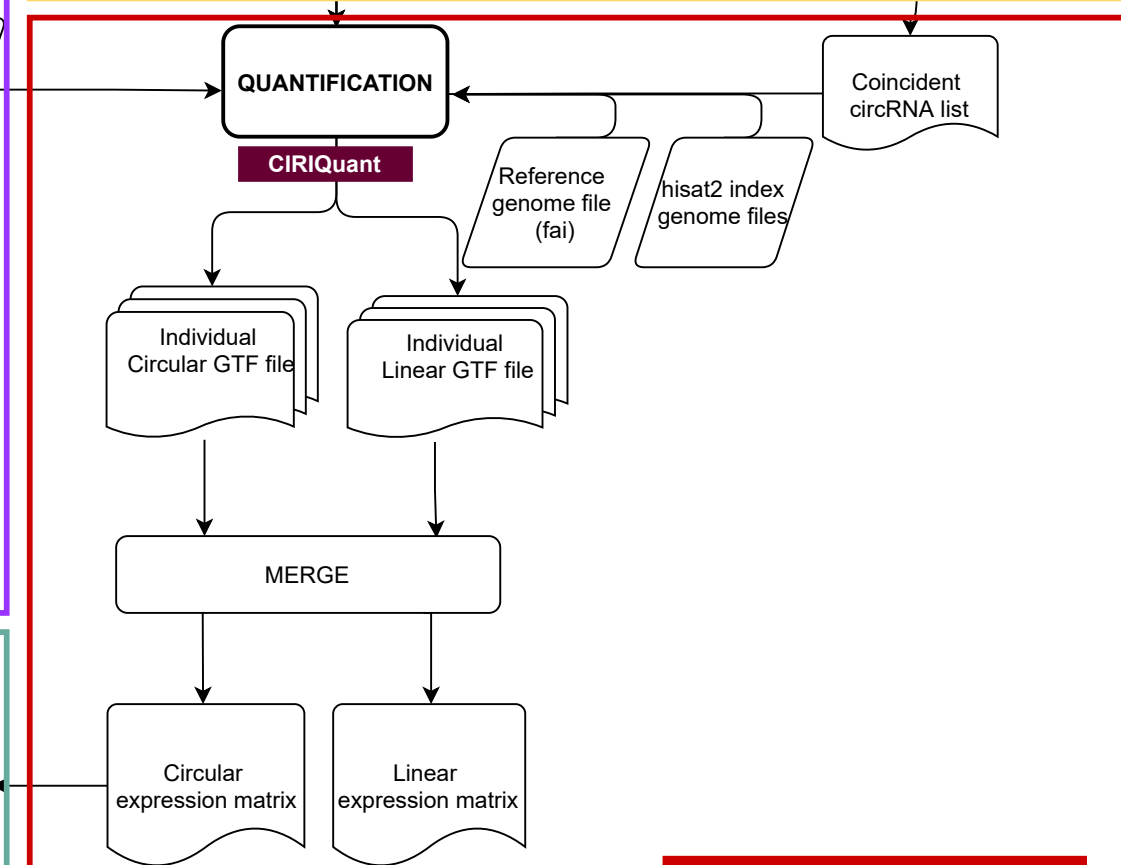 QUANTIFICATION
Coincident
circRNA list
CIRIQuant
Reference
genome file
(fai)
hisat2 index
genome files
Individual
Circular GTF file
Individual
Linear GTF file
MERGE
Circular
expression matrix
Linear
expression matrix